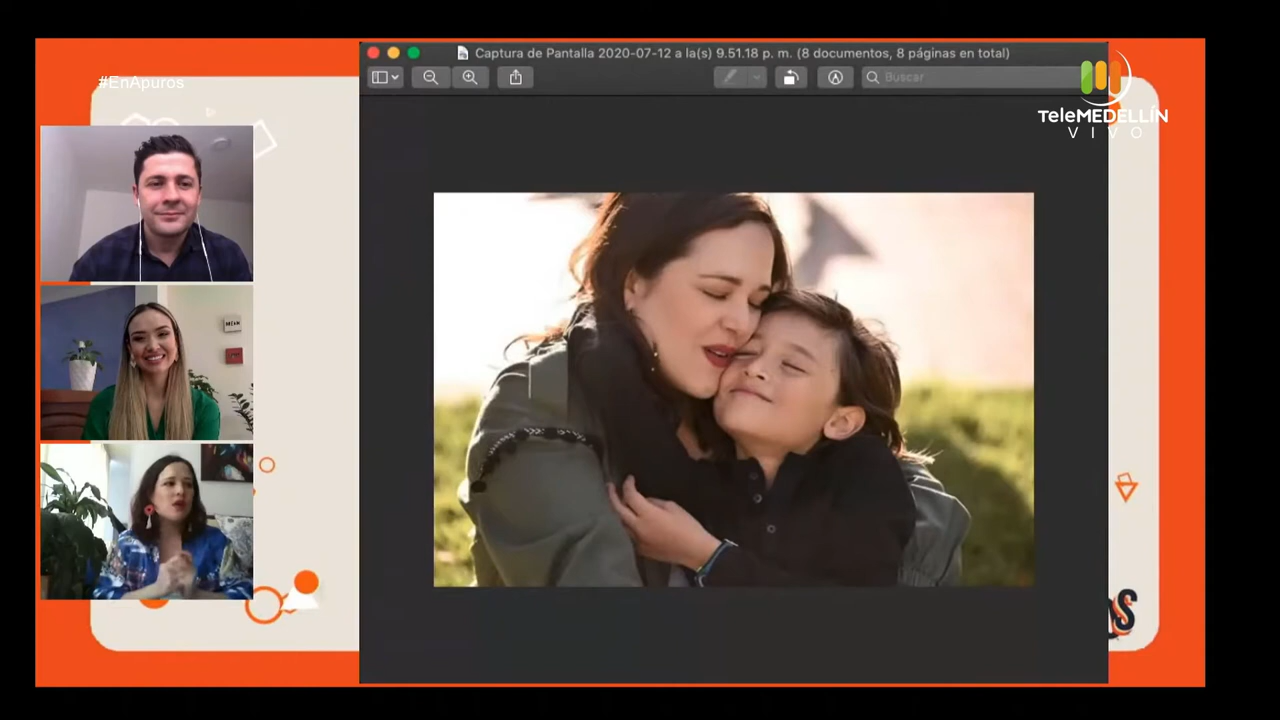 #EnApuros
Captura de Pantalla 2020-07-12 a la(s) 9.51.18 p. m. (8 documentos, 8 páginas en total)
Buscar
TeleMEDELLÍN
VIVO